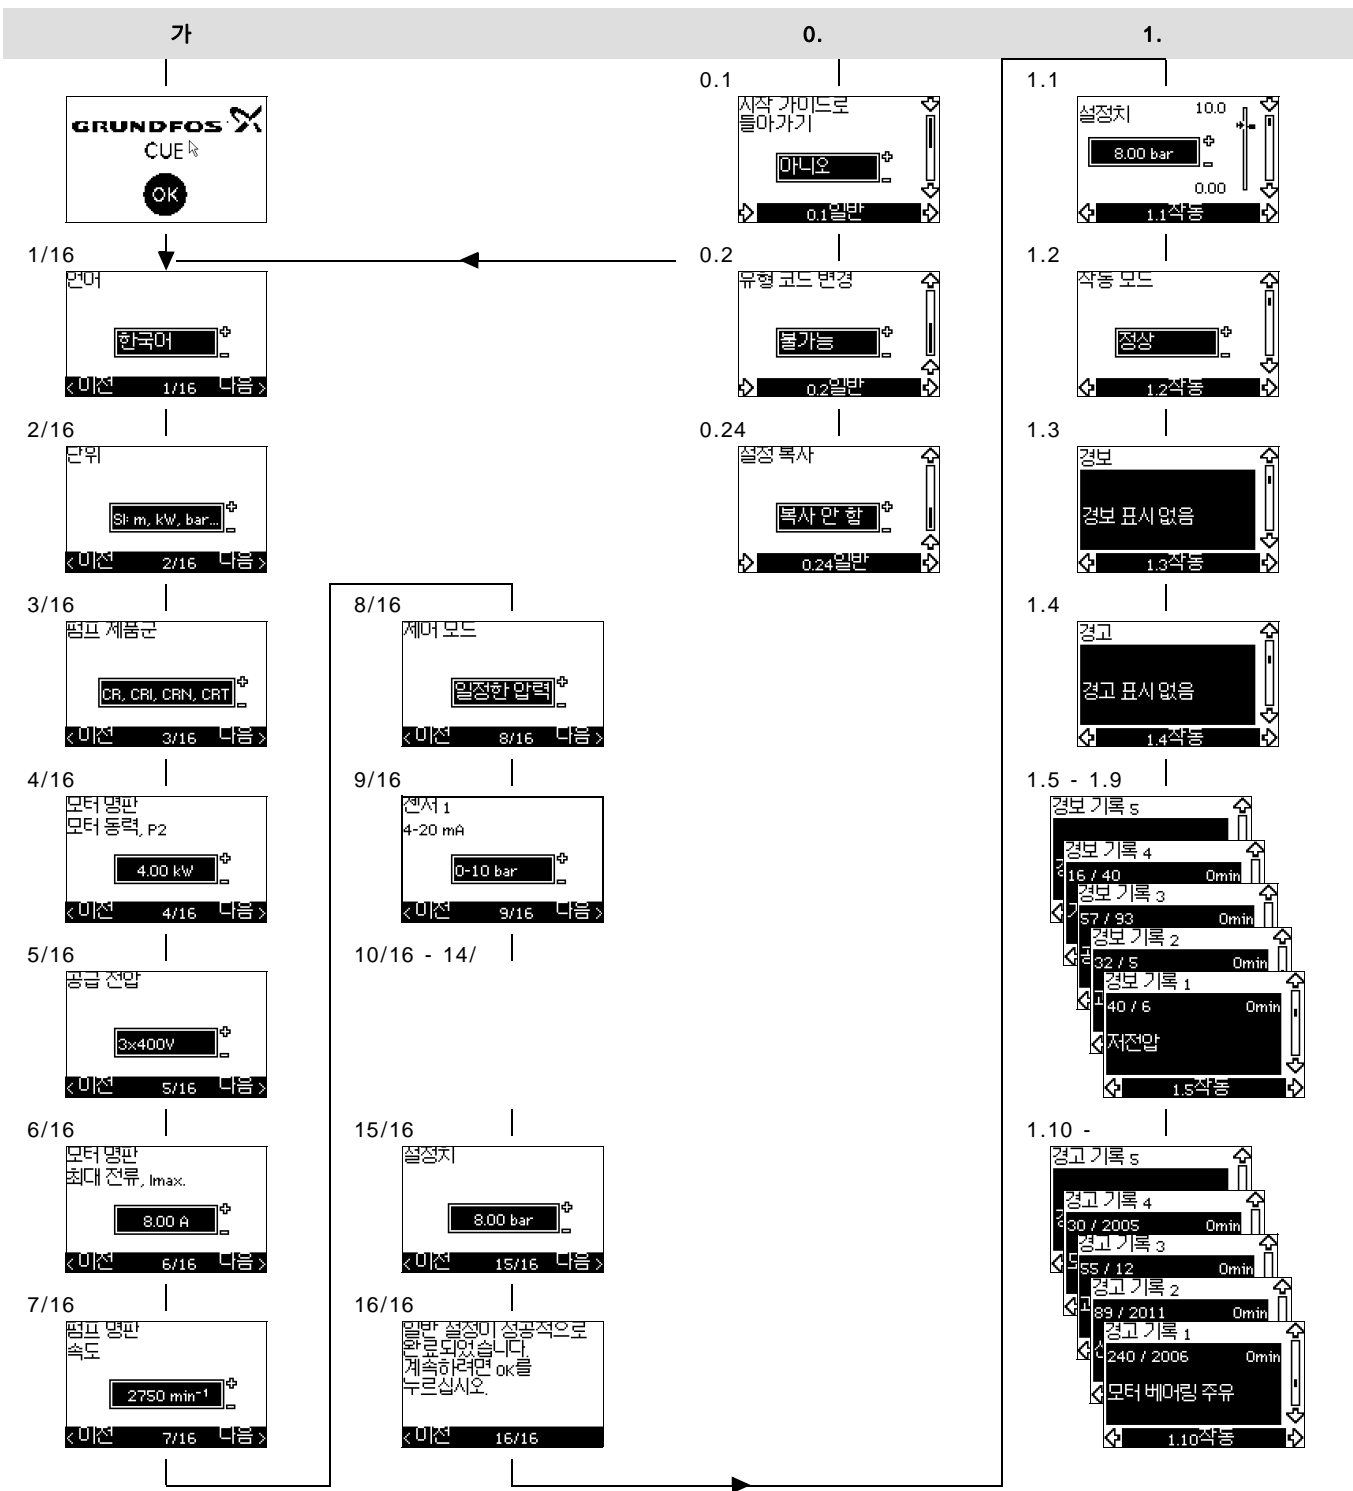 가
0.
1.
GRUNDFOS
CUE
OK
1/16
언어
한국어
<이전 1/16 다음>
2/16
단위
SI: m, kW, bar...
<이전 2/16 다음>
3/16
펌프 제품군
CR, CRI, CRN, CRT
<이전 3/16 다음>
4/16
모터 명판
모터 동력, P2
4.00 kW
<이전 4/16 다음>
5/16
공급 전압
3x400V
<이전 5/16 다음>
6/16
모터 명판
최대 전류, Imax.
8.00 A
<이전 6/16 다음>
7/16
펌프 명판
속도
2750 min-1
<이전 7/16 다음>
8/16
제어 모드
일정한 압력
<이전 8/16 다음>
9/16
센서 1
4-20 mA
0-10 bar
<이전 9/16 다음>
10/16 - 14/
15/16
설정치
8.00 bar
<이전 15/16 다음>
16/16
일반 설정이 성공적으로
완료되었습니다.
계속하려면 OK를
누르십시오.
<이전 16/16
0.1
시작 가이드로
돌아가기
아니오
0.1일반
0.2
유형 코드 변경
불가능
0.2일반
0.24
설정 복사
복사 안 함
0.24일반
1.1
설정치
10.0
8.00 bar
0.00
1.1작동
1.2
작동 모드
정상
1.2작동
1.3
경보
경보 표시 없음
1.3작동
1.4
경고
경고 표시 없음
1.4작동
1.5 - 1.9
경보 기록 5
경보 기록 4
16 / 40 0min
경보 기록 3
57 / 93 0min
경보 기록 2
32 / 5 0min
경보 기록 1
40 / 6 0min
저전압
1.5작동
1.10 -
경고 기록 5
경고 기록 4
30 / 2005 0min
경고 기록 3
55 / 12 0min
경고 기록 2
89 / 2011 0min
경고 기록 1
240 / 2006 0min
모터 베어링 주유
1.10작동